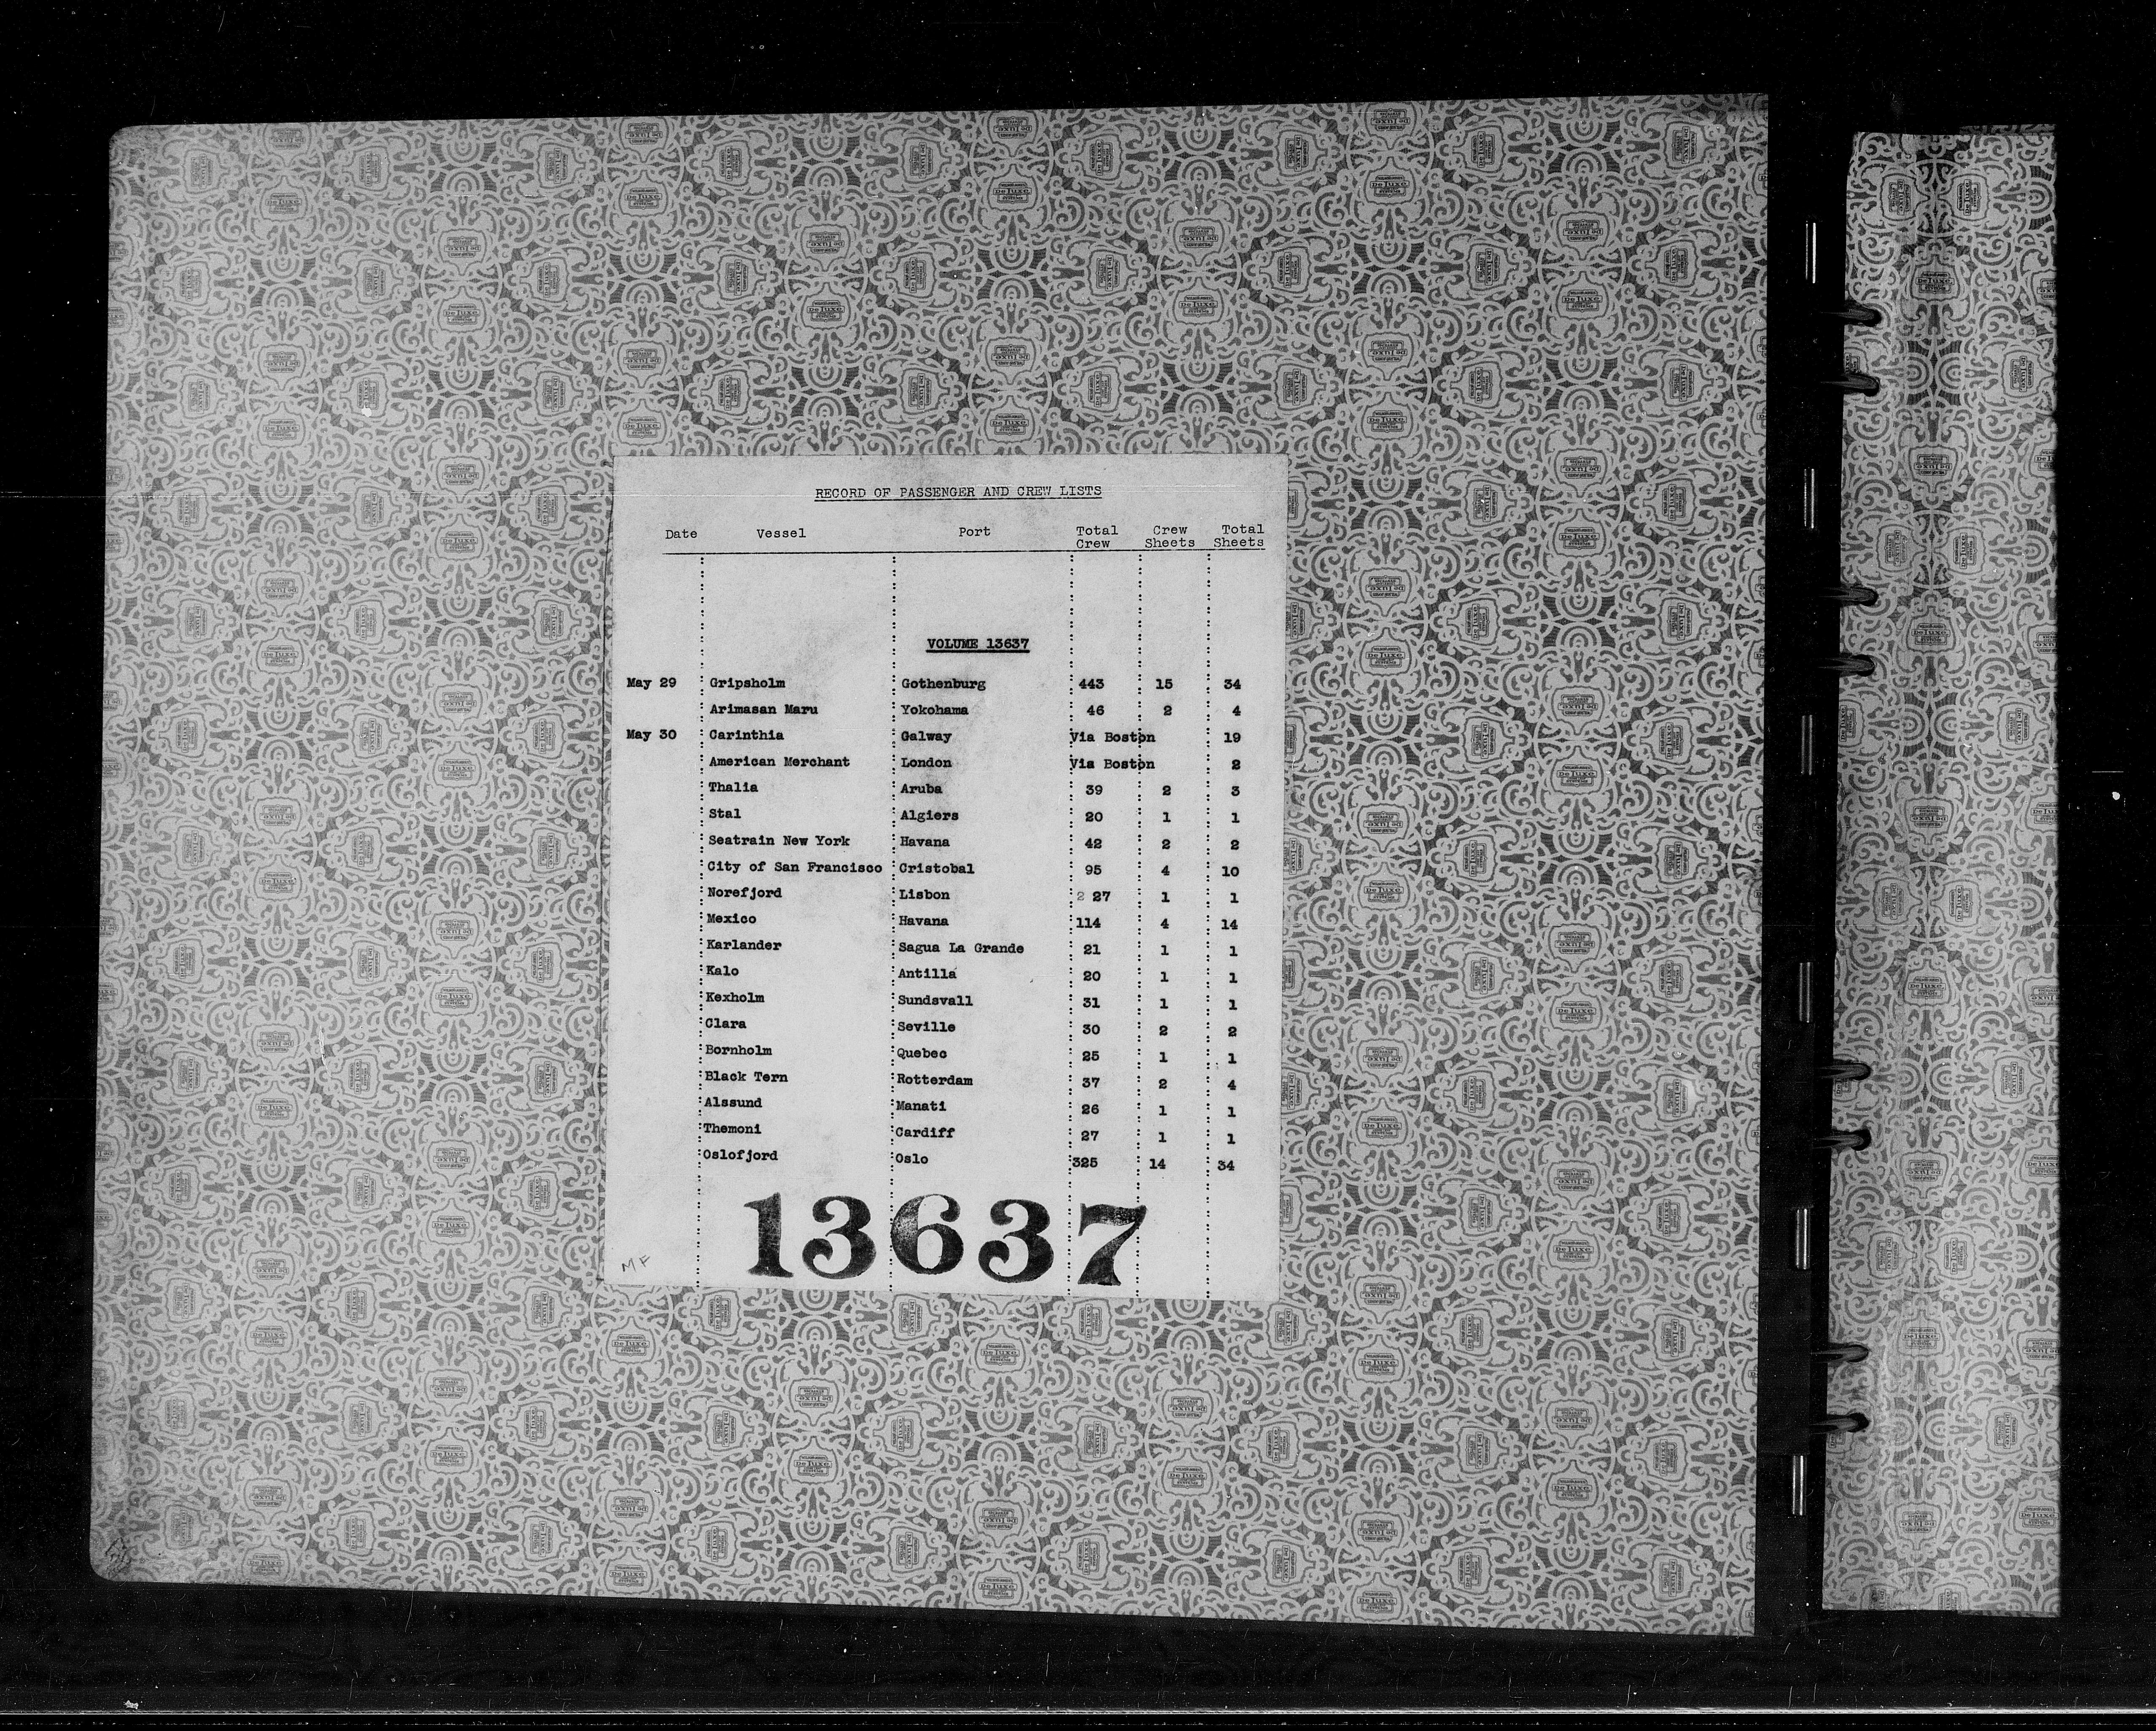 RECORD OF PASSENGER AND CREW LISTS
Date Vessel Port Total Crew Crew Sheets Total Sheets
VOLUME 13637
May 29 Gripsholm Gothenburg 443 15 34
Arimasan Maru Yokohama 46 2 4
May 30 Carinthia Galway Via Boston 19
American Merchant London Via Boston 2
Thalia Aruba 39 2 3
Stal Algiers 20 1 1
Seatrain New York Havana 42 2 2
City of San Francisco Cristobal 95 4 10
Norefjord Lisbon 2 27 1 1
Mexico Havana 114 4 14
Karlander Sagua La Grande 21 1 1
Kalo Antilla 20 1 1
Kexholm Sundsvall 31 1 1
Clara Seville 30 2 2
Bornholm Quebec 25 1 1
Black Tern Rotterdam 37 2 4
Alssund Manati 26 1 1
Themoni Cardiff 27 1 1
Oslofjord Oslo 325 14 34
13637
MF
De Luxe